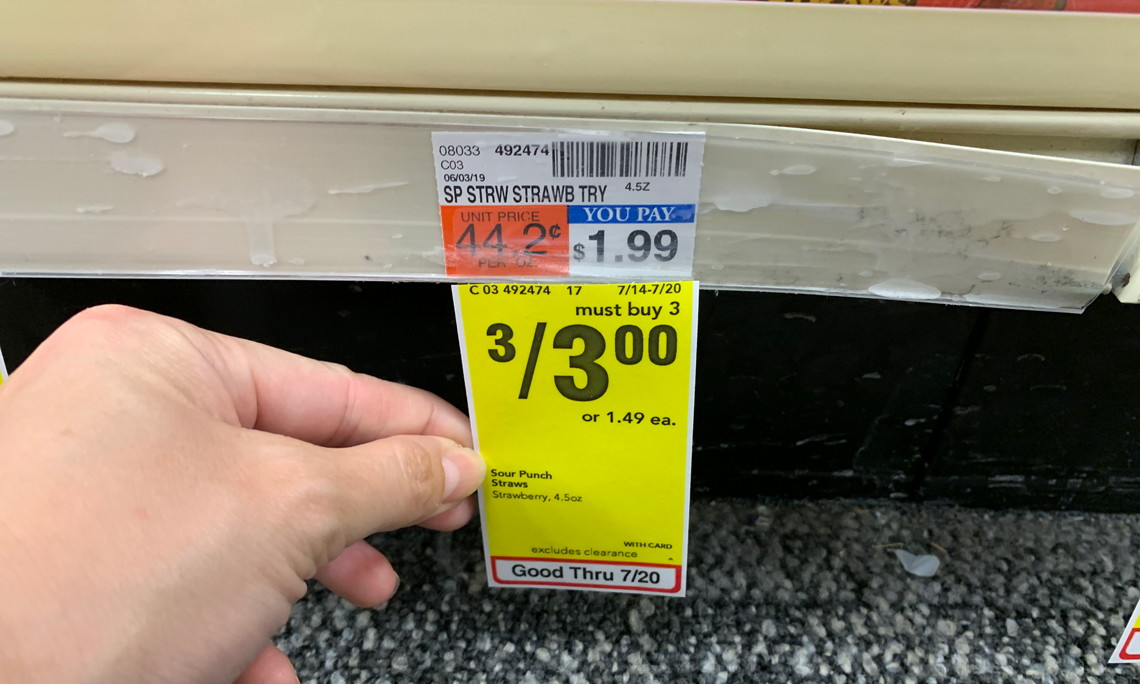 08033 492474
C03
06/03/19
SP STRW STRAWB TRY 4.5Z
UNIT PRICE YOU PAY
44.2¢ $1.99
PER OZ.
C 03 492474 17 7/14-7/20
must buy 3
3/3.00
or 1.49 ea.
Sour Punch
Straws
Strawberry, 4.5oz
WITH CARD
excludes clearance
Good Thru 7/20